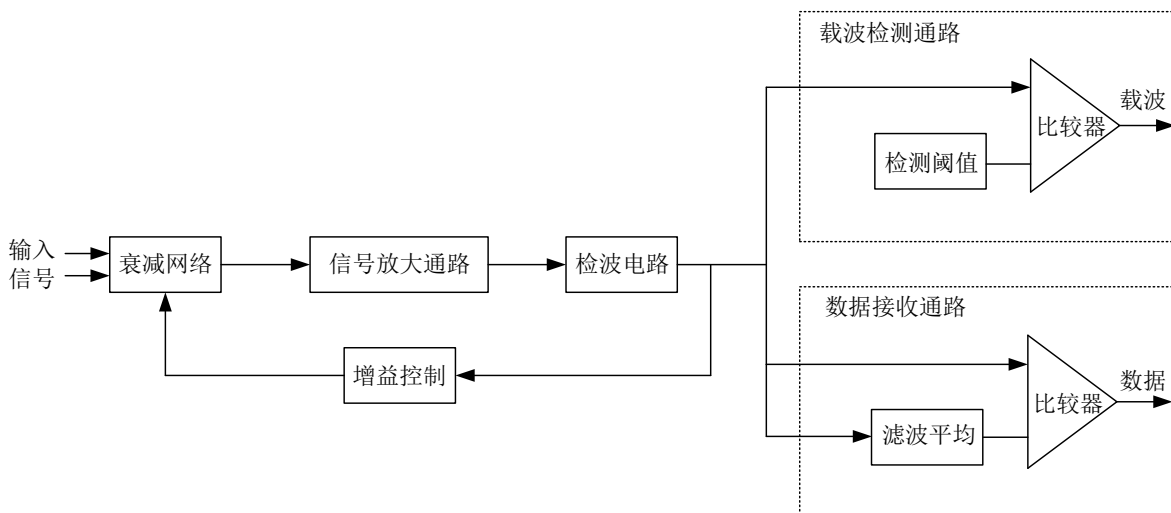 载波检测通路
载波
比较器
检测阈值
输入
信号
衰减网络
信号放大通路
检波电路
增益控制
数据接收通路
数据
比较器
滤波平均